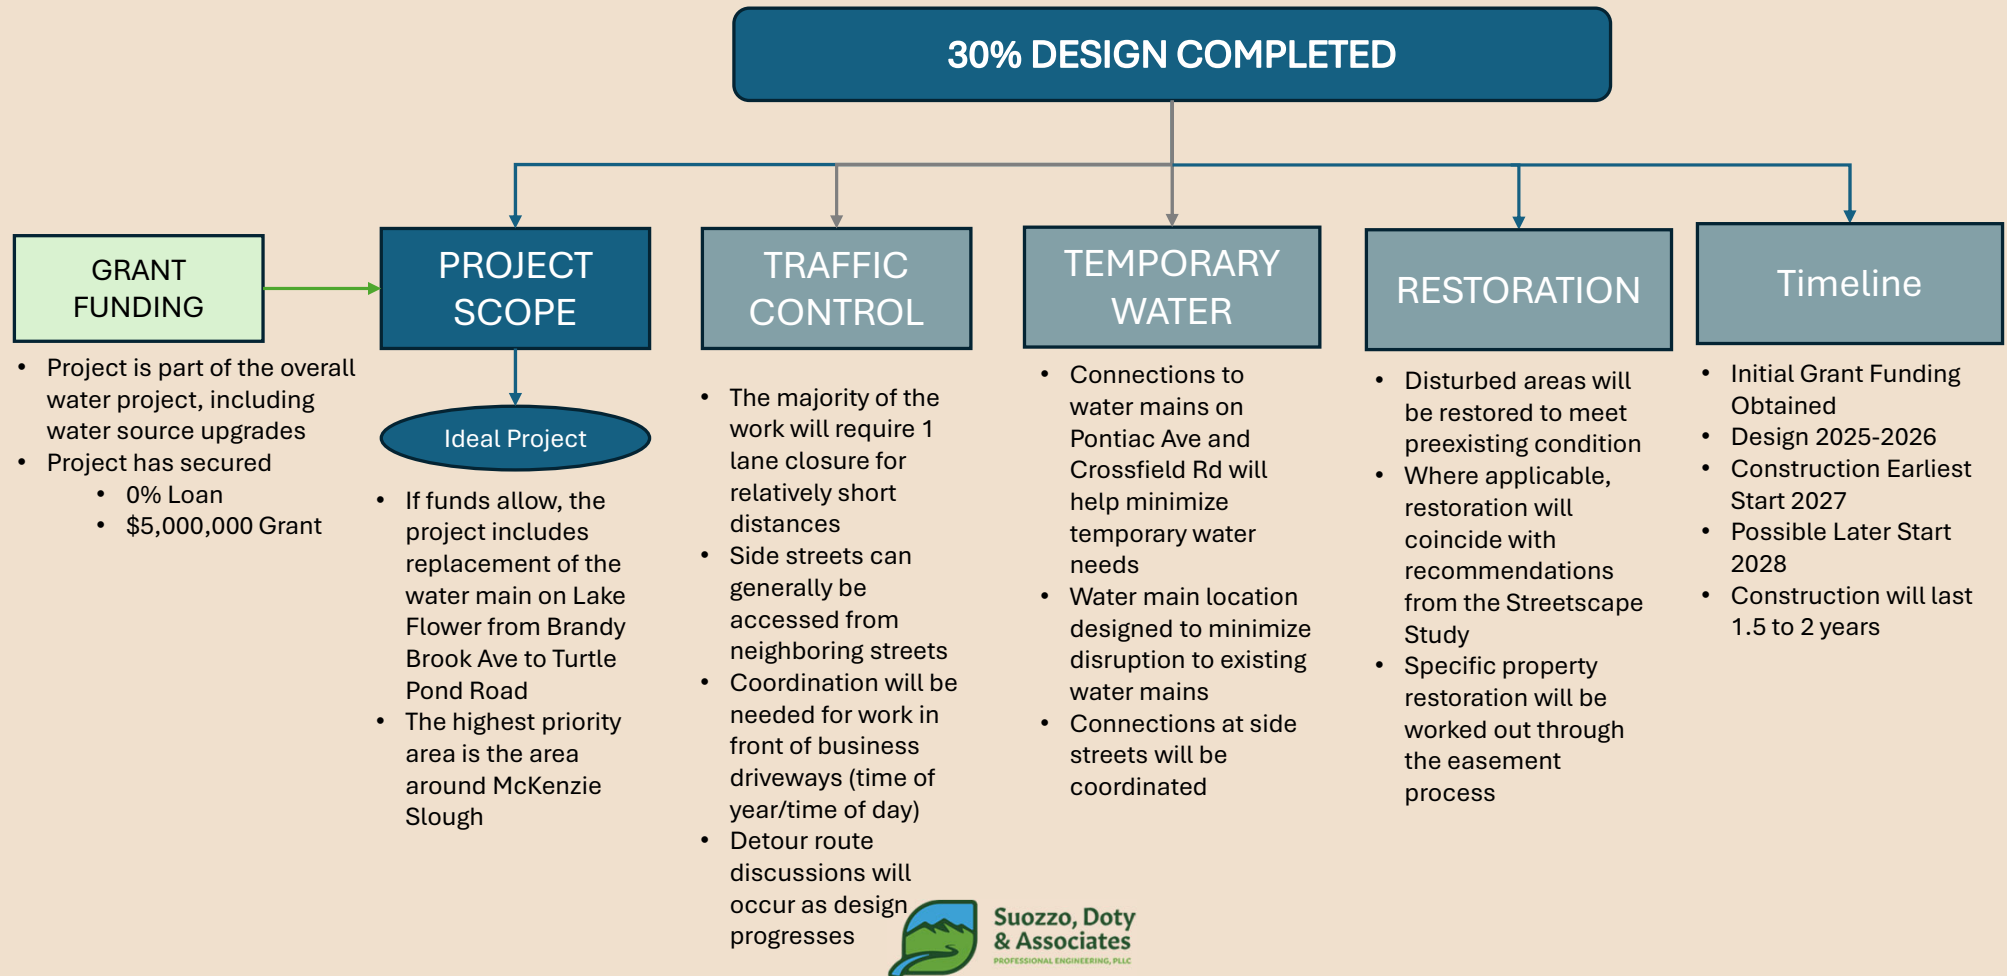 30% DESIGN COMPLETED
GRANT
FUNDING
• Project is part of the overall
water project, including
water source upgrades
• Project has secured
• 0% Loan
• $5,000,000 Grant
PROJECT
SCOPE
Ideal Project
• If funds allow, the
project includes
replacement of the
water main on Lake
Flower from Brandy
Brook Ave to Turtle
Pond Road
• The highest priority
area is the area
around McKenzie
Slough
TRAFFIC
CONTROL
• The majority of the
work will require 1
lane closure for
relatively short
distances
• Side streets can
generally be
accessed from
neighboring streets
• Coordination will be
needed for work in
front of business
driveways (time of
year/time of day)
• Detour route
discussions will
occur as design
progresses
TEMPORARY
WATER
• Connections to
water mains on
Pontiac Ave and
Crossfield Rd will
help minimize
temporary water
needs
• Water main location
designed to minimize
disruption to existing
water mains
• Connections at side
streets will be
coordinated
RESTORATION
• Disturbed areas will
be restored to meet
preexisting condition
• Where applicable,
restoration will
coincide with
recommendations
from the Streetscape
Study
• Specific property
restoration will be
worked out through
the easement
process
Timeline
• Initial Grant Funding
Obtained
• Design 2025-2026
• Construction Earliest
Start 2027
• Possible Later Start
2028
• Construction will last
1.5 to 2 years
Suozzo, Doty
& Associates
PROFESSIONAL ENGINEERING, PLLC